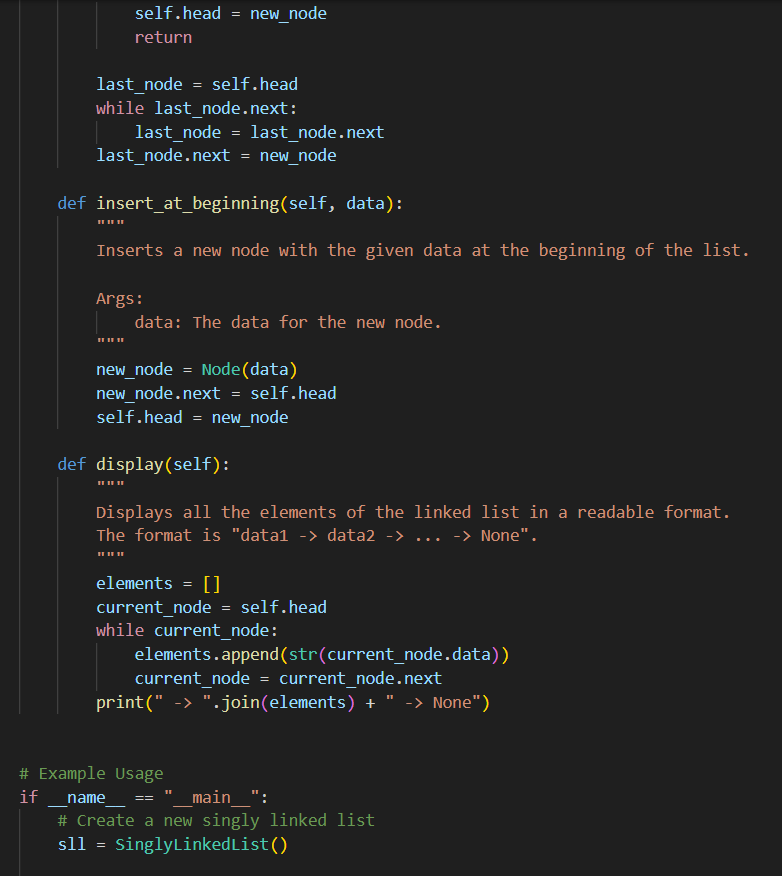 self.head = new_node
            return

        last_node = self.head
        while last_node.next:
            last_node = last_node.next
        last_node.next = new_node

    def insert_at_beginning(self, data):
        """
        Inserts a new node with the given data at the beginning of the list.

        Args:
            data: The data for the new node.
        """
        new_node = Node(data)
        new_node.next = self.head
        self.head = new_node

    def display(self):
        """
        Displays all the elements of the linked list in a readable format.
        The format is "data1 -> data2 -> ... -> None".
        """
        elements = []
        current_node = self.head
        while current_node:
            elements.append(str(current_node.data))
            current_node = current_node.next
        print(" -> ".join(elements) + " -> None")


# Example Usage
if __name__ == "__main__":
    # Create a new singly linked list
    sll = SinglyLinkedList()